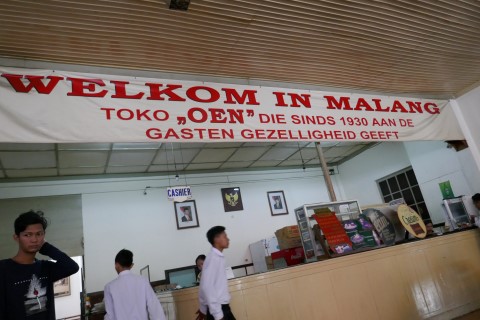 WELKOM IN MALANG
TOKO „OEN” DIE SINDS 1930 AAN DE
GASTEN GEZELLIGHEID GEEFT
CASHIER